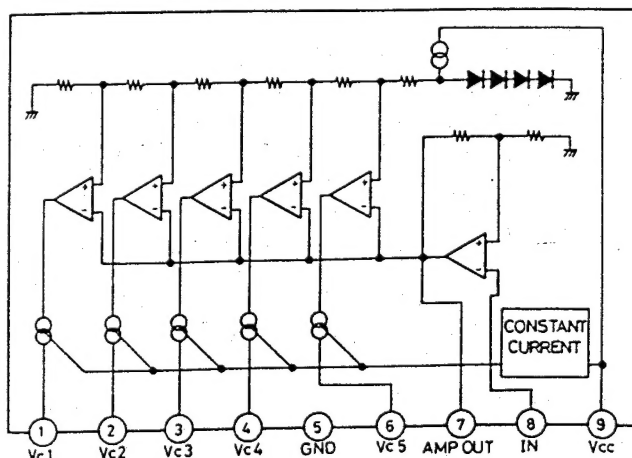 + + + + +
- - - - -
+
-
CONSTANT
CURRENT
1 2 3 4 5 6 7 8 9
Vc1 Vc2 Vc3 Vc4 GND Vc5 AMP OUT IN Vcc